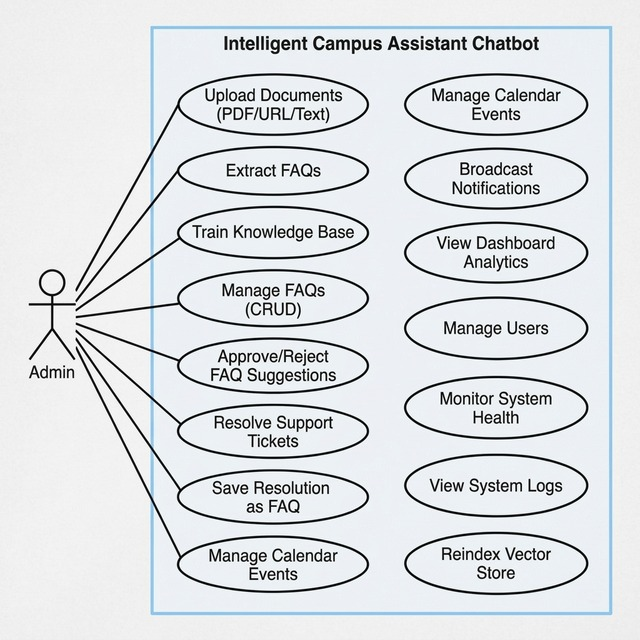 Intelligent Campus Assistant Chatbot
Upload Documents
(PDF/URL/Text)
Extract FAQs
Train Knowledge Base
Manage FAQs
(CRUD)
Approve/Reject
FAQ Suggestions
Resolve Support
Tickets
Save Resolution
as FAQ
Manage Calendar
Events
Manage Calendar
Events
Broadcast
Notifications
View Dashboard
Analytics
Manage Users
Monitor System
Health
View System Logs
Reindex Vector
Store
Admin